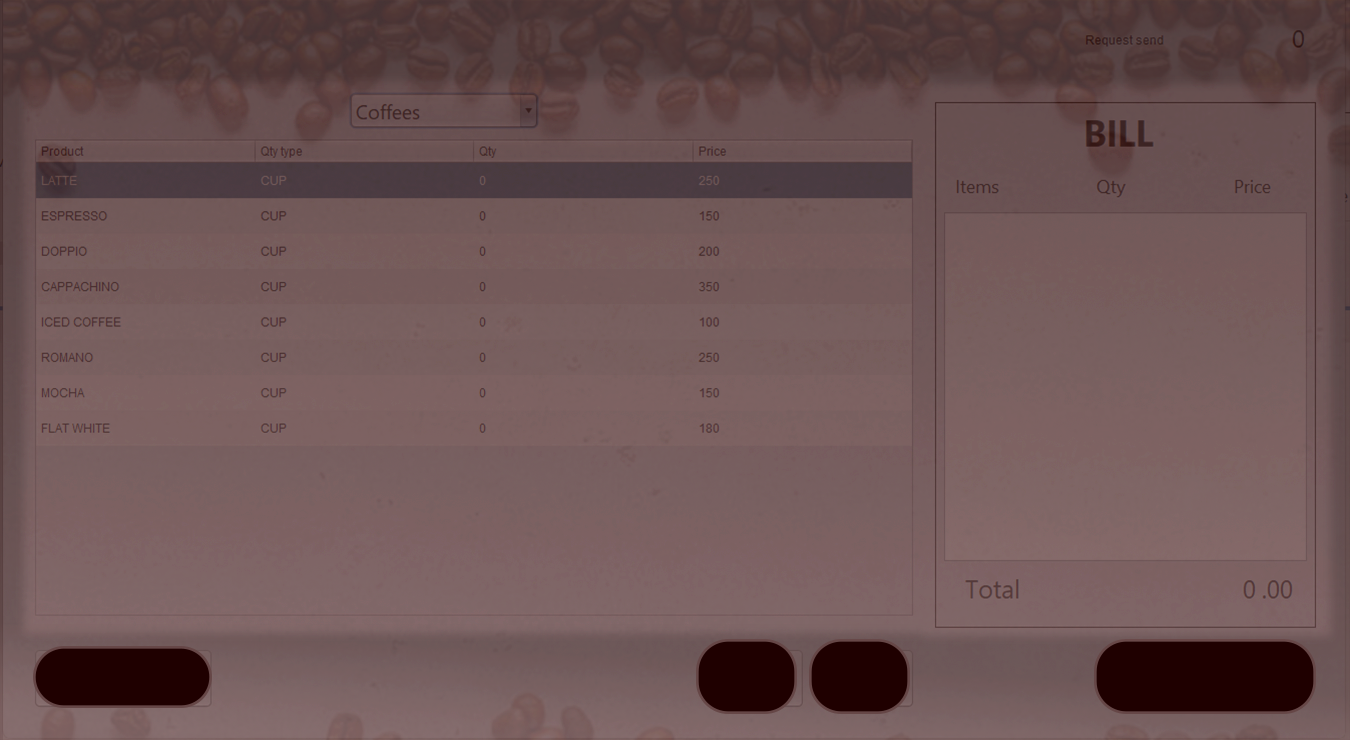 Request send 0
Coffees
BILL
Product Qty type Qty Price
Items Qty Price
LATTE CUP 0 250
ESPRESSO CUP 0 150
DOPPIO CUP 0 200
CAPPACHINO CUP 0 350
ICED COFFEE CUP 0 100
ROMANO CUP 0 250
MOCHA CUP 0 150
FLAT WHITE CUP 0 180
Total 0 .00